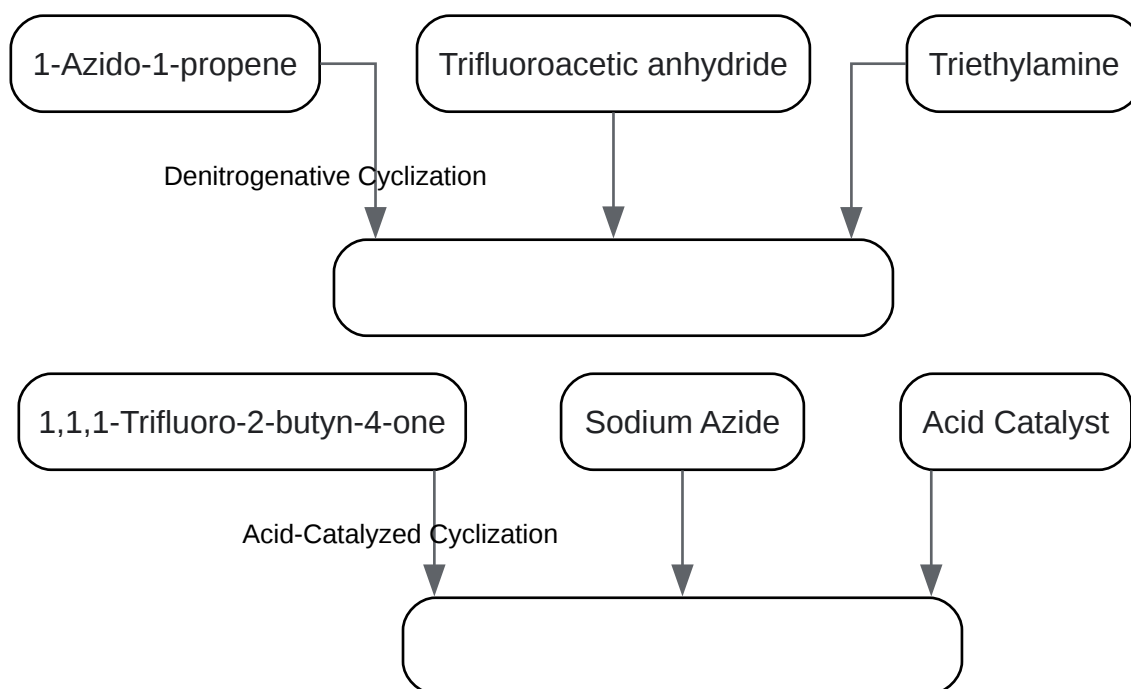 1-Azido-1-propene
Trifluoroacetic anhydride
Triethylamine
Denitrogenative Cyclization
1,1,1-Trifluoro-2-butyn-4-one
Sodium Azide
Acid Catalyst
Acid-Catalyzed Cyclization